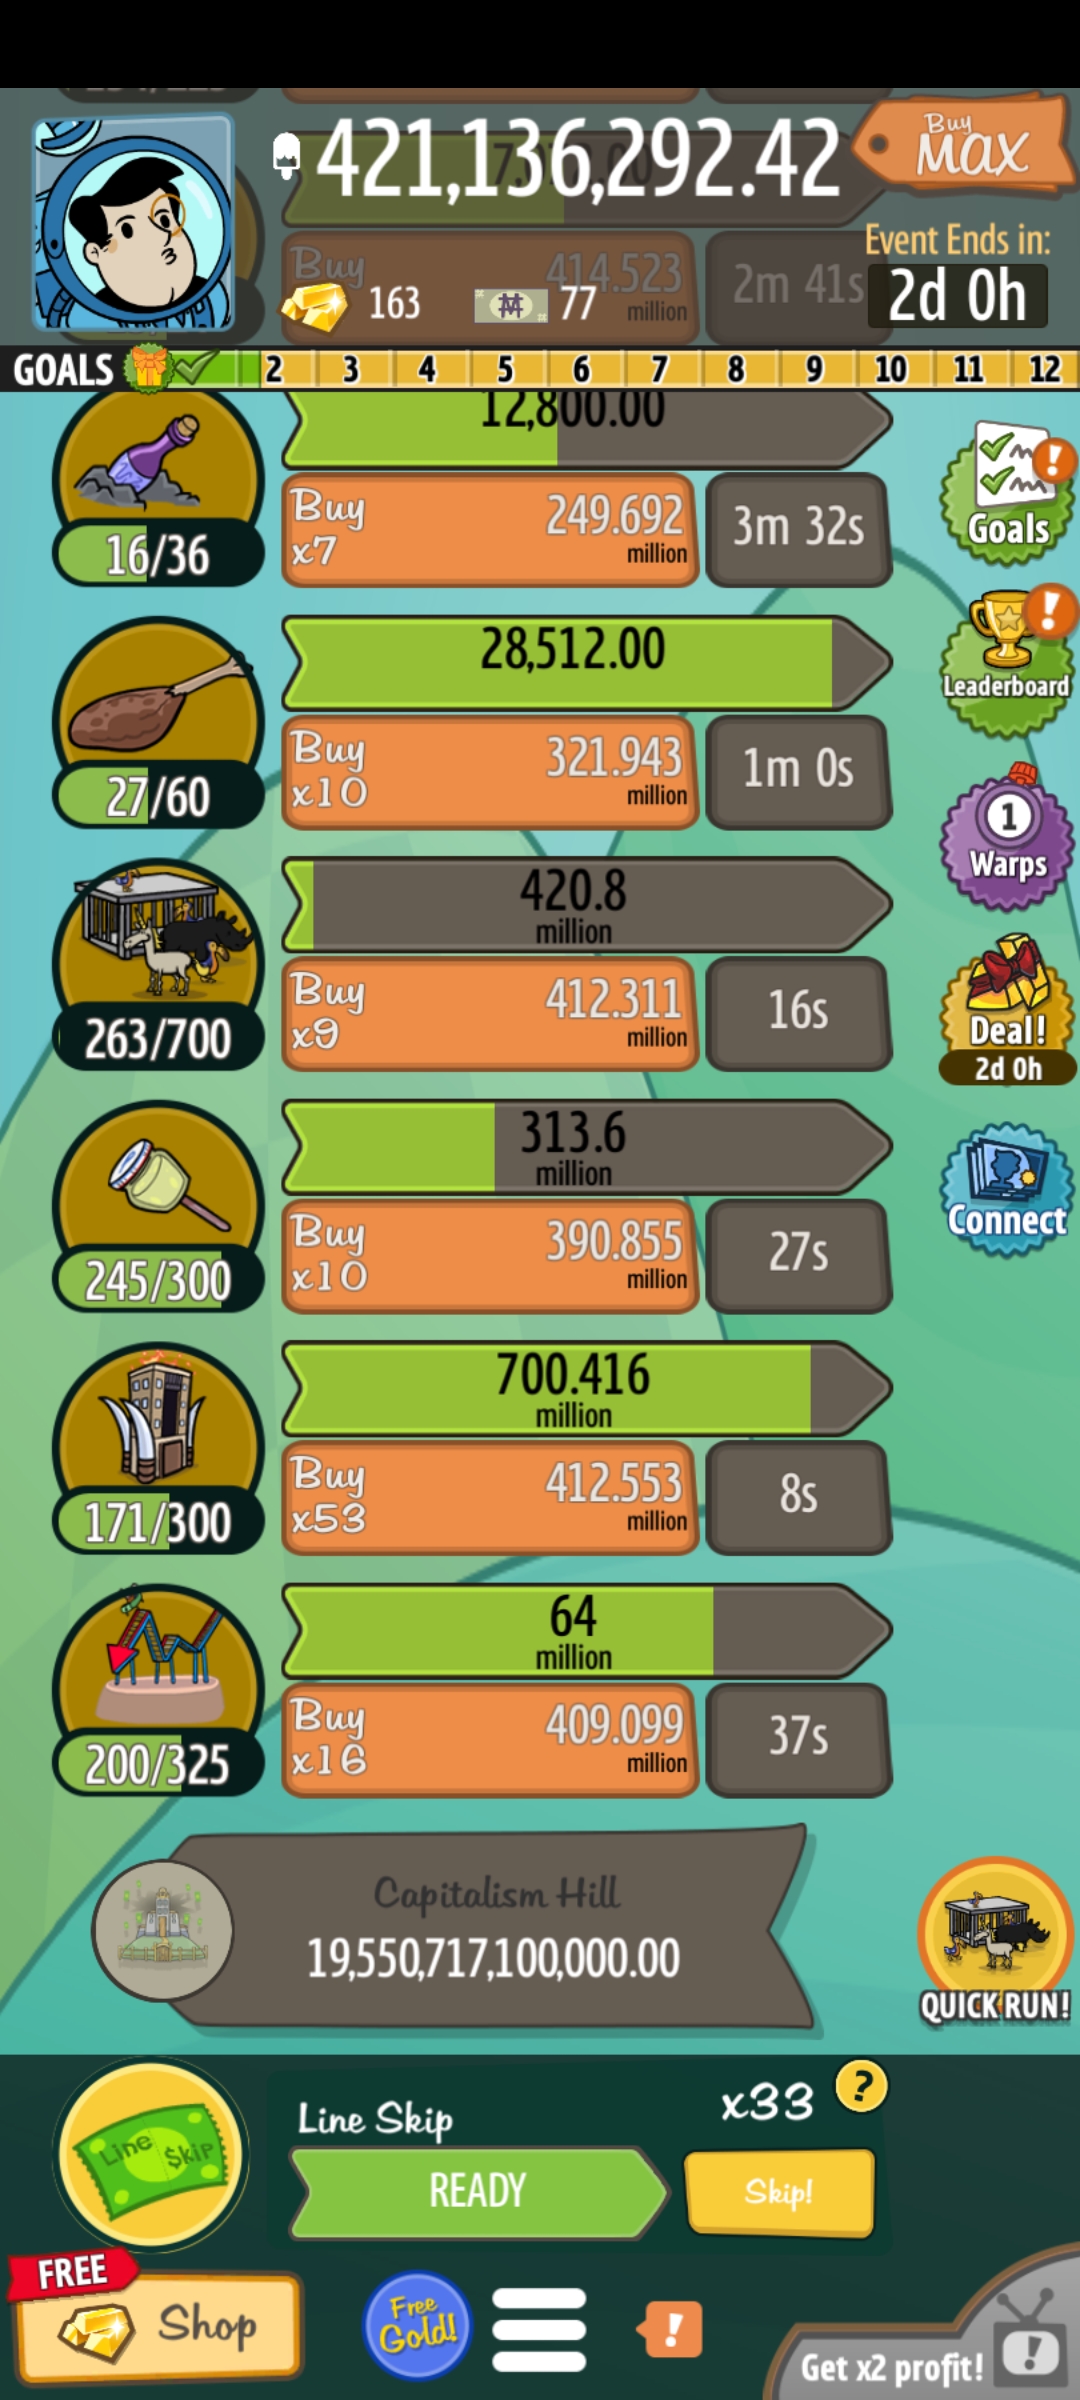 421,136,292.42
Buy
MAX
Buy
414.523
million
2m 41s
163
77
Event Ends in:
2d 0h
GOALS 2 3 4 5 6 7 8 9 10 11 12
12,800.00
16/36
Buy
x7
249.692
million
3m 32s
Goals
28,512.00
27/60
Buy
x10
321.943
million
1m 0s
Leaderboard
420.8
million
263/700
Buy
x9
412.311
million
16s
1
Warps
Deal!
2d 0h
313.6
million
245/300
Buy
x10
390.855
million
27s
Connect
700.416
million
171/300
Buy
x53
412.553
million
8s
64
million
200/325
Buy
x16
409.099
million
37s
Capitalism Hill
19,550,717,100,000.00
QUICK RUN!
Line $kip
Line Skip
x33
?
READY
Skip!
FREE
Shop
Free
Gold!
!
Get x2 profit!
!